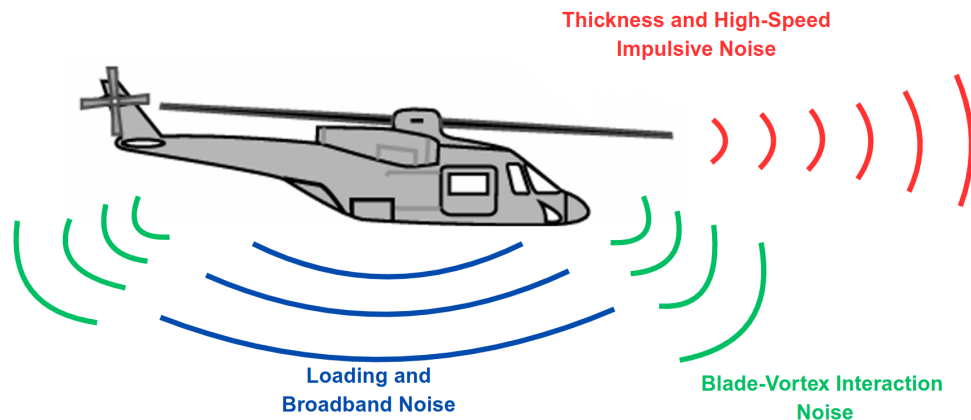 Thickness and High-Speed
Impulsive Noise
Loading and
Broadband Noise
Blade-Vortex Interaction
Noise